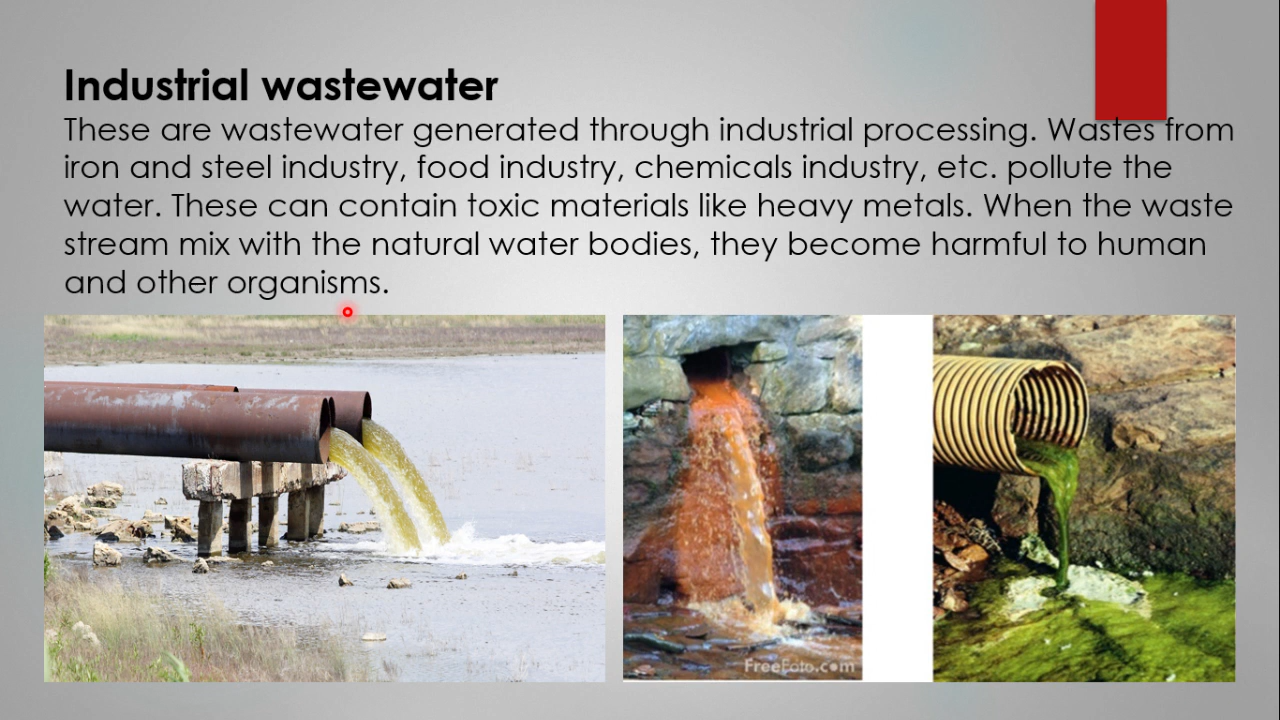 Industrial wastewater
These are wastewater generated through industrial processing. Wastes from
iron and steel industry, food industry, chemicals industry, etc. pollute the
water. These can contain toxic materials like heavy metals. When the waste
stream mix with the natural water bodies, they become harmful to human
and other organisms.
FreeFoto.com